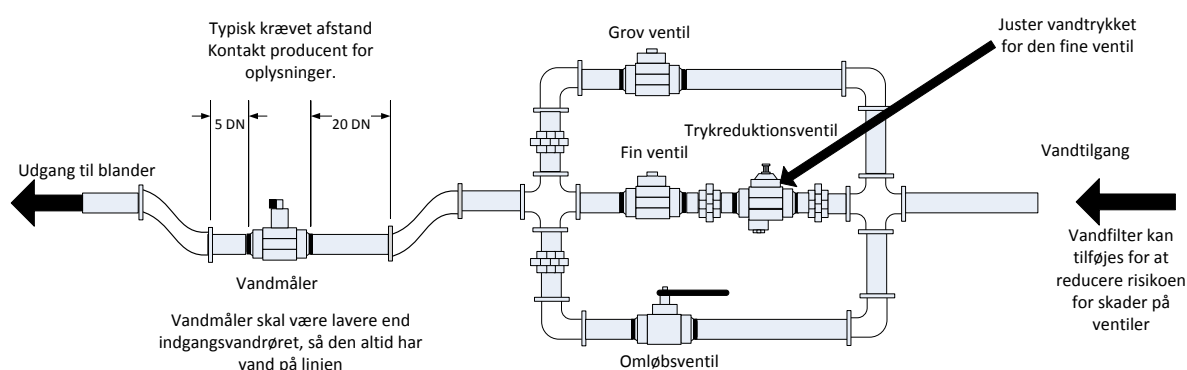 Typisk krævet afstand
Kontakt producent for
oplysninger.
5 DN
20 DN
Udgang til blander
Vandmåler
Vandmåler skal være lavere end
indgangsvandrøret, så den altid har
vand på linjen
Grov ventil
Trykreduktionsventil
Fin ventil
Omløbsventil
Juster vandtrykket
for den fine ventil
Vandtilgang
Vandfilter kan
tilføjes for at
reducere risikoen
for skader på
ventiler